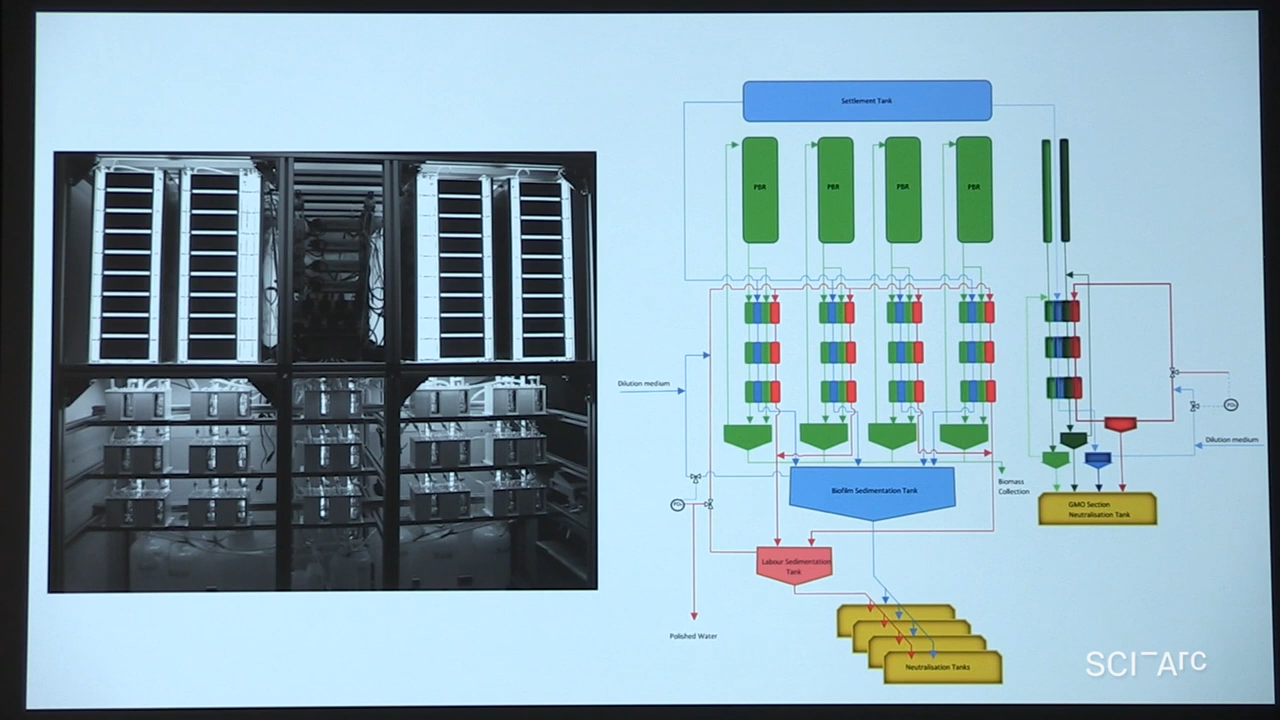 Settlement Tank
PBR
PBR
PBR
PBR
Dilution medium
PO₄
Dilution medium
Biofilm Sedimentation Tank
Biomass
Collection
GMO Section
Neutralisation Tank
Labour Sedimentation
Tank
Polished Water
Neutralisation Tanks
SCI-Arc